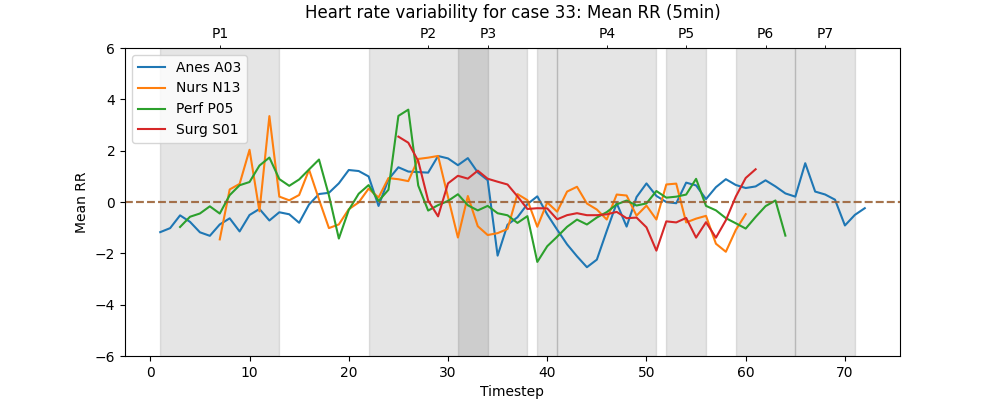 Heart rate variability for case 33: Mean RR (5min)
P1 P2 P3 P4 P5 P6 P7
6
4
2
0
−2
−4
−6
Mean RR
Anes A03
Nurs N13
Perf P05
Surg S01
0 10 20 30 40 50 60 70
Timestep